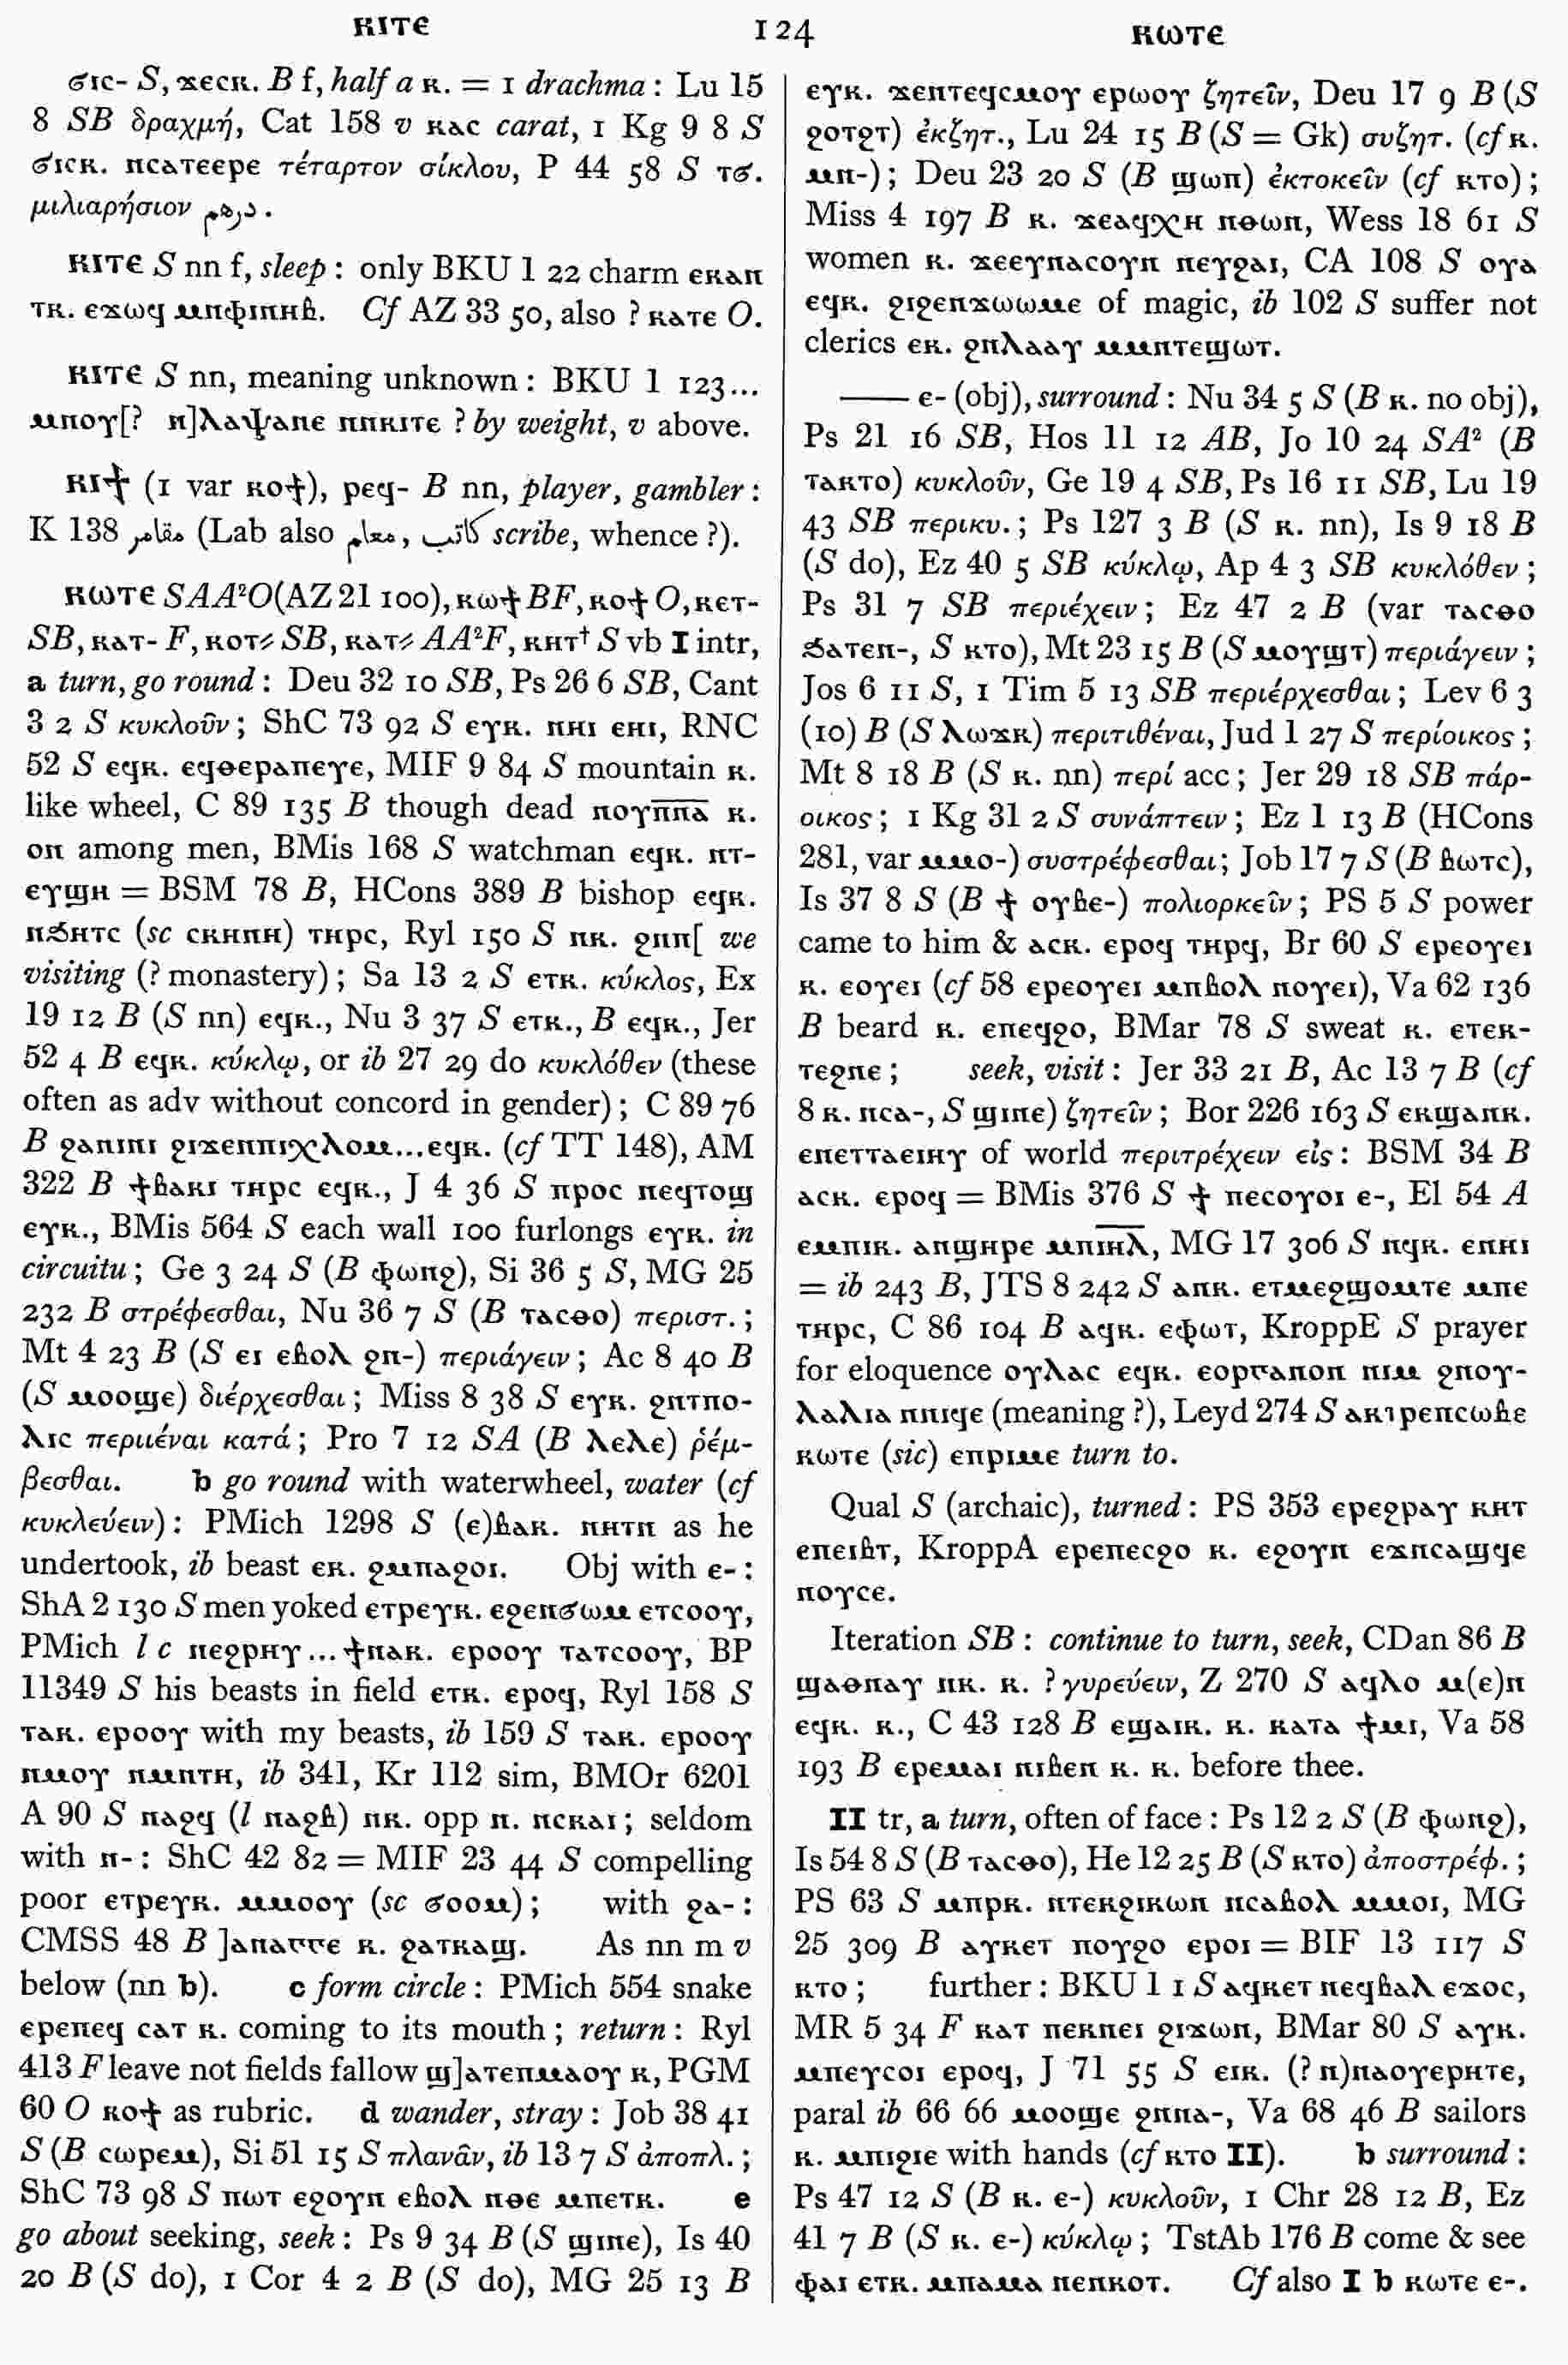 ⲕⲓⲧⲉ 124 ⲕⲱⲧⲉ
ϭⲓⲥ- S, ϫⲉⲥⲕ. B f, half a ⲕ. = 1 drachma: Lu 15
8 SB δραχμή, Cat 158 v ⲕⲁⲥ carat, 1 Kg 9 8 S
ϭⲓⲥⲕ. ⲛⲥⲁⲧⲉⲉⲣⲉ τέταρτον σίκλου, P 44 58 S ⲧϭ.
μιλιαρήσιον درهم.
ⲕⲓⲧⲉ S nn f, sleep: only BKU 1 22 charm ⲉⲕⲁⲛ
ⲧⲕ. ⲉϫⲱϥ ⲙⲡⲫⲓⲡⲏⲃ. Cf AZ 33 50, also ? ⲕⲁⲧⲉ O.
ⲕⲓⲧⲉ S nn, meaning unknown: BKU 1 123...
ⲙⲡⲟⲩ[? ⲛ]ⲗⲁⲯⲁⲛⲉ ⲛⲛⲕⲓⲧⲉ ? by weight, v above.
ⲕⲓϯ (1 var ⲕⲟϯ), ⲣⲉϥ- B nn, player, gambler:
K 138 مقامر (Lab also معلم, كاتب scribe, whence ?).
ⲕⲱⲧⲉ SAA²O(AZ 21 100), ⲕⲱϯ BF, ⲕⲟϯ O, ⲕⲉⲧ-
SB, ⲕⲁⲧ- F, ⲕⲟⲧ⸗ SB, ⲕⲁⲧ⸗ AA²F, ⲕⲏⲧ† S vb I intr,
a turn, go round: Deu 32 10 SB, Ps 26 6 SB, Cant
3 2 S κυκλοῦν; ShC 73 92 S ⲉⲩⲕ. ⲛⲏⲓ ⲉⲏⲓ, RNC
52 S ⲉϥⲕ. ⲉϥⲑⲉⲣⲁⲡⲉⲩⲉ, MIF 9 84 S mountain ⲕ.
like wheel, C 89 135 B though dead ⲡⲟⲩⲡ̅ⲛ̅ⲁ̅ ⲕ.
ⲟⲛ among men, BMis 168 S watchman ⲉϥⲕ. ⲛⲧ-
ⲉⲩϣⲏ = BSM 78 B, HCons 389 B bishop ⲉϥⲕ.
ⲛϧⲏⲧⲥ (sc ⲥⲕⲏⲛⲏ) ⲧⲏⲣⲥ, Ryl 150 S ⲛⲕ. ϩⲛⲛ[ we
visiting (? monastery); Sa 13 2 S ⲉⲧⲕ. κύκλος, Ex
19 12 B (S nn) ⲉϥⲕ., Nu 3 37 S ⲉⲧⲕ., B ⲉϥⲕ., Jer
52 4 B ⲉϥⲕ. κύκλῳ, or ib 27 29 do κυκλόθεν (these
often as adv without concord in gender); C 89 76
B ϩⲁⲛⲓⲛⲓ ϩⲓϫⲉⲛⲡⲓⲭⲗⲟⲙ...ⲉϥⲕ. (cf TT 148), AM
322 B ϯⲃⲁⲕⲓ ⲧⲏⲣⲥ ⲉϥⲕ., J 4 36 S ⲡⲣⲟⲥ ⲡⲉϥⲧⲟϣ
ⲉⲩⲕ., BMis 564 S each wall 100 furlongs ⲉⲩⲕ. in
circuitu; Ge 3 24 S (B ⲫⲱⲛϩ), Si 36 5 S, MG 25
232 B στρέφεσθαι, Nu 36 7 S (B ⲧⲁⲥⲑⲟ) περιστ.;
Mt 4 23 B (S ⲉⲓ ⲉⲃⲟⲗ ϩⲛ-) περιάγειν; Ac 8 40 B
(S ⲙⲟⲟϣⲉ) διέρχεσθαι; Miss 8 38 S ⲉⲩⲕ. ϩⲛⲧⲡⲟ-
ⲗⲓⲥ περιιέναι κατά; Pro 7 12 SA (B ⲗⲉⲗⲉ) ῥέμ-
βεσθαι. b go round with waterwheel, water (cf
κυκλεύειν): PMich 1298 S (ⲉ)ⲃⲁⲕ. ⲛⲏⲧⲛ as he
undertook, ib beast ⲉⲕ. ϩⲙⲡⲁϩⲟⲓ. Obj with ⲉ-:
ShA 2 130 S men yoked ⲉⲧⲣⲉⲩⲕ. ⲉϩⲉⲛϭⲱⲙ ⲉⲧⲥⲟⲟⲩ,
PMich l c ⲡⲉϩⲣⲏⲩ...ϯⲛⲁⲕ. ⲉⲣⲟⲟⲩ ⲧⲁⲧⲥⲟⲟⲩ, BP
11349 S his beasts in field ⲉⲧⲕ. ⲉⲣⲟϥ, Ryl 158 S
ⲧⲁⲕ. ⲉⲣⲟⲟⲩ with my beasts, ib 159 S ⲧⲁⲕ. ⲉⲣⲟⲟⲩ
ⲛⲙⲟⲩ ⲛⲙⲡⲧⲏ, ib 341, Kr 112 sim, BMOr 6201
A 90 S ⲛⲁϩϥ (l ⲛⲁϩⲃ) ⲛⲕ. opp ⲛ. ⲛⲥⲕⲁⲓ; seldom
with ⲛ-: ShC 42 82 = MIF 23 44 S compelling
poor ⲉⲧⲣⲉⲩⲕ. ⲙⲙⲟⲟⲩ (sc ϭⲟⲟⲙ); with ϩⲁ-:
CMSS 48 B ]ⲁⲛⲁⲅⲅⲉ ⲕ. ϩⲁⲧⲕⲁϣ. As nn m v
below (nn b). c form circle: PMich 554 snake
ⲉⲣⲉⲡⲉϥ ⲥⲁⲧ ⲕ. coming to its mouth; return: Ryl
413 F leave not fields fallow ϣ]ⲁⲧⲉⲡⲙⲁⲟⲩ ⲕ, PGM
60 O ⲕⲟϯ as rubric. d wander, stray: Job 38 41
S (B ⲥⲱⲣⲉⲙ), Si 51 15 S πλανᾶν, ib 13 7 S ἀποπλ.;
ShC 73 98 S ⲡⲱⲧ ⲉϩⲟⲩⲛ ⲉⲃⲟⲗ ⲛⲑⲉ ⲙⲡⲉⲧⲕ. e
go about seeking, seek: Ps 9 34 B (S ϣⲓⲛⲉ), Is 40
20 B (S do), 1 Cor 4 2 B (S do), MG 25 13 B
ⲉⲩⲕ. ϫⲉⲛⲧⲉϥⲥⲙⲟⲩ ⲉⲣⲱⲟⲩ ζητεῖν, Deu 17 9 B (S
ϩⲟⲧϩⲧ) ἐκζητ., Lu 24 15 B (S = Gk) συζητ. (cf ⲕ.
ⲙⲛ-); Deu 23 20 S (B ϣⲱⲡ) ἐκτοκεῖν (cf ⲕⲧⲟ);
Miss 4 197 B ⲕ. ϫⲉⲁϥⲭⲏ ⲛⲑⲱⲛ, Wess 18 61 S
women ⲕ. ϫⲉⲉⲩⲛⲁⲥⲟⲩⲛ ⲡⲉⲩϩⲁⲓ, CA 108 S ⲟⲩⲁ
ⲉϥⲕ. ϩⲓϩⲉⲛϫⲱⲱⲙⲉ of magic, ib 102 S suffer not
clerics ⲉⲕ. ϩⲛⲗⲁⲁⲩ ⲙⲙⲛⲧⲉϣⲱⲧ.
—— ⲉ- (obj), surround: Nu 34 5 S (B ⲕ. no obj),
Ps 21 16 SB, Hos 11 12 AB, Jo 10 24 SA² (B
ⲧⲁⲕⲧⲟ) κυκλοῦν, Ge 19 4 SB, Ps 16 11 SB, Lu 19
43 SB περικυ.; Ps 127 3 B (S ⲕ. nn), Is 9 18 B
(S do), Ez 40 5 SB κύκλῳ, Ap 4 3 SB κυκλόθεν;
Ps 31 7 SB περιέχειν; Ez 47 2 B (var ⲧⲁⲥⲑⲟ
ϧⲁⲧⲉⲛ-, S ⲕⲧⲟ), Mt 23 15 B (S ⲙⲟⲩϣⲧ) περιάγειν;
Jos 6 11 S, 1 Tim 5 13 SB περιέρχεσθαι; Lev 6 3
(10) B (S ⲗⲱϫⲕ) περιτιθέναι, Jud 1 27 S περίοικος;
Mt 8 18 B (S ⲕ. nn) περί acc; Jer 29 18 SB πάρ-
οικος; 1 Kg 31 2 S συνάπτειν; Ez 1 13 B (HCons
281, var ⲙⲙⲟ-) συστρέφεσθαι; Job 17 7 S (B ⲃⲱⲧⲥ),
Is 37 8 S (B ϯ ⲟⲩⲃⲉ-) πολιορκεῖν; PS 5 S power
came to him & ⲁⲥⲕ. ⲉⲣⲟϥ ⲧⲏⲣϥ, Br 60 S ⲉⲣⲉⲟⲩⲉⲓ
ⲕ. ⲉⲟⲩⲉⲓ (cf 58 ⲉⲣⲉⲟⲩⲉⲓ ⲙⲡⲃⲟⲗ ⲛⲟⲩⲉⲓ), Va 62 136
B beard ⲕ. ⲉⲡⲉϥϩⲟ, BMar 78 S sweat ⲕ. ⲉⲧⲉⲕ-
ⲧⲉϩⲛⲉ; seek, visit: Jer 33 21 B, Ac 13 7 B (cf
8 ⲕ. ⲛⲥⲁ-, S ϣⲓⲛⲉ) ζητεῖν; Bor 226 163 S ⲉⲕϣⲁⲛⲕ.
ⲉⲛⲉⲧⲧⲁⲉⲓⲏⲩ of world περιτρέχειν εἰς: BSM 34 B
ⲁⲥⲕ. ⲉⲣⲟϥ = BMis 376 S ϯ ⲡⲉⲥⲟⲩⲟⲓ ⲉ-, El 54 A
ⲉⲙⲡⲓⲕ. ⲁⲛϣⲏⲣⲉ ⲙⲡⲓ̅ⲏ̅ⲗ̅, MG 17 306 S ⲛϥⲕ. ⲉⲡⲏⲓ
= ib 243 B, JTS 8 242 S ⲁⲛⲕ. ⲉⲧⲙⲉϩϣⲟⲙⲧⲉ ⲙⲡⲉ
ⲧⲏⲣⲥ, C 86 104 B ⲁϥⲕ. ⲉⲫⲱⲧ, KroppE S prayer
for eloquence ⲟⲩⲗⲁⲥ ⲉϥⲕ. ⲉⲟⲣⲅⲁⲛⲟⲛ ⲛⲓⲙ ϩⲛⲟⲩ-
ⲗⲁⲗⲓⲁ ⲛⲛⲓϥⲉ (meaning ?), Leyd 274 S ⲁⲕⲧⲣⲉⲡⲥⲱⲃⲉ
ⲕⲱⲧⲉ (sic) ⲉⲡⲣⲓⲙⲉ turn to.
Qual S (archaic), turned: PS 353 ⲉⲣⲉϩⲣⲁⲩ ⲕⲏⲧ
ⲉⲡⲉⲓⲃⲧ, KroppA ⲉⲣⲉⲡⲉⲥϩⲟ ⲕ. ⲉϩⲟⲩⲛ ⲉϫⲛⲥⲁϣϥⲉ
ⲛⲟⲩⲥⲉ.
Iteration SB: continue to turn, seek, CDan 86 B
ϣⲁⲑⲛⲁⲩ ⲛⲕ. ⲕ. ? γυρεύειν, Z 270 S ⲁϥⲗⲟ ⲙ(ⲉ)ⲛ
ⲉϥⲕ. ⲕ., C 43 128 B ⲉϣⲁⲓⲕ. ⲕ. ⲕⲁⲧⲁ ϯⲙⲓ, Va 58
193 B ⲉⲣⲉⲙⲁⲓ ⲛⲓⲃⲉⲛ ⲕ. ⲕ. before thee.
II tr, a turn, often of face: Ps 12 2 S (B ⲫⲱⲛϩ),
Is 54 8 S (B ⲧⲁⲥⲑⲟ), He 12 25 B (S ⲕⲧⲟ) ἀποστρέφ.;
PS 63 S ⲙⲡⲣⲕ. ⲛⲧⲉⲕϩⲓⲕⲱⲛ ⲛⲥⲁⲃⲟⲗ ⲙⲙⲟⲓ, MG
25 309 B ⲁⲩⲕⲉⲧ ⲡⲟⲩϩⲟ ⲉⲣⲟⲓ = BIF 13 117 S
ⲕⲧⲟ; further: BKU 1 1 S ⲁϥⲕⲉⲧ ⲡⲉϥⲃⲁⲗ ⲉϫⲟⲥ,
MR 5 34 F ⲕⲁⲧ ⲡⲉⲕⲛⲉⲓ ϩⲓϫⲱⲛ, BMar 80 S ⲁⲩⲕ.
ⲙⲡⲉⲩⲥⲟⲓ ⲉⲣⲟϥ, J 71 55 S ⲉⲓⲕ. (? ⲛ)ⲛⲁⲟⲩⲉⲣⲏⲧⲉ,
paral ib 66 66 ⲙⲟⲟϣⲉ ϩⲛⲛⲁ-, Va 68 46 B sailors
ⲕ. ⲙⲡⲓϩⲓⲉ with hands (cf ⲕⲧⲟ II). b surround:
Ps 47 12 S (B ⲕ. ⲉ-) κυκλοῦν, 1 Chr 28 12 B, Ez
41 7 B (S ⲕ. ⲉ-) κύκλῳ; TstAb 176 B come & see
ⲫⲁⲓ ⲉⲧⲕ. ⲙⲡⲁⲙⲁ ⲛⲉⲛⲕⲟⲧ. Cf also I b ⲕⲱⲧⲉ ⲉ-.